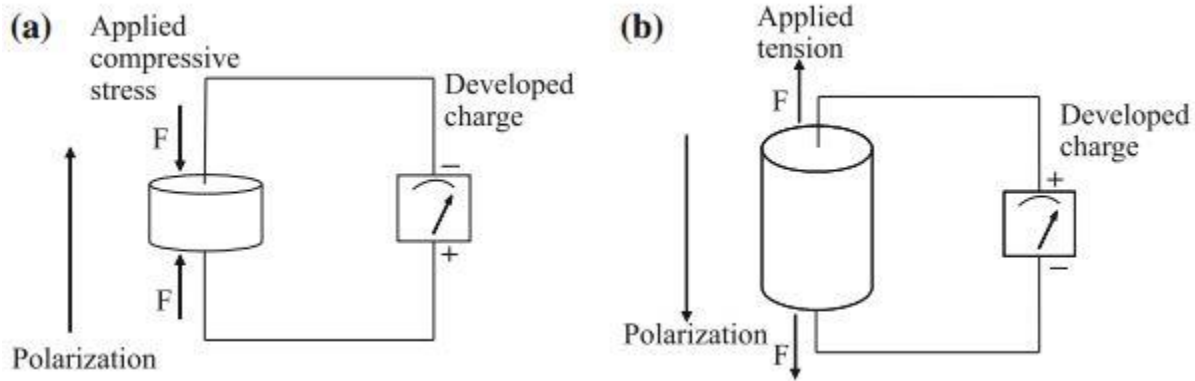 (a)
Applied
compressive
stress
F
Developed
charge
−
+
F
Polarization
(b)
Applied
tension
F
Developed
charge
+
−
Polarization
F